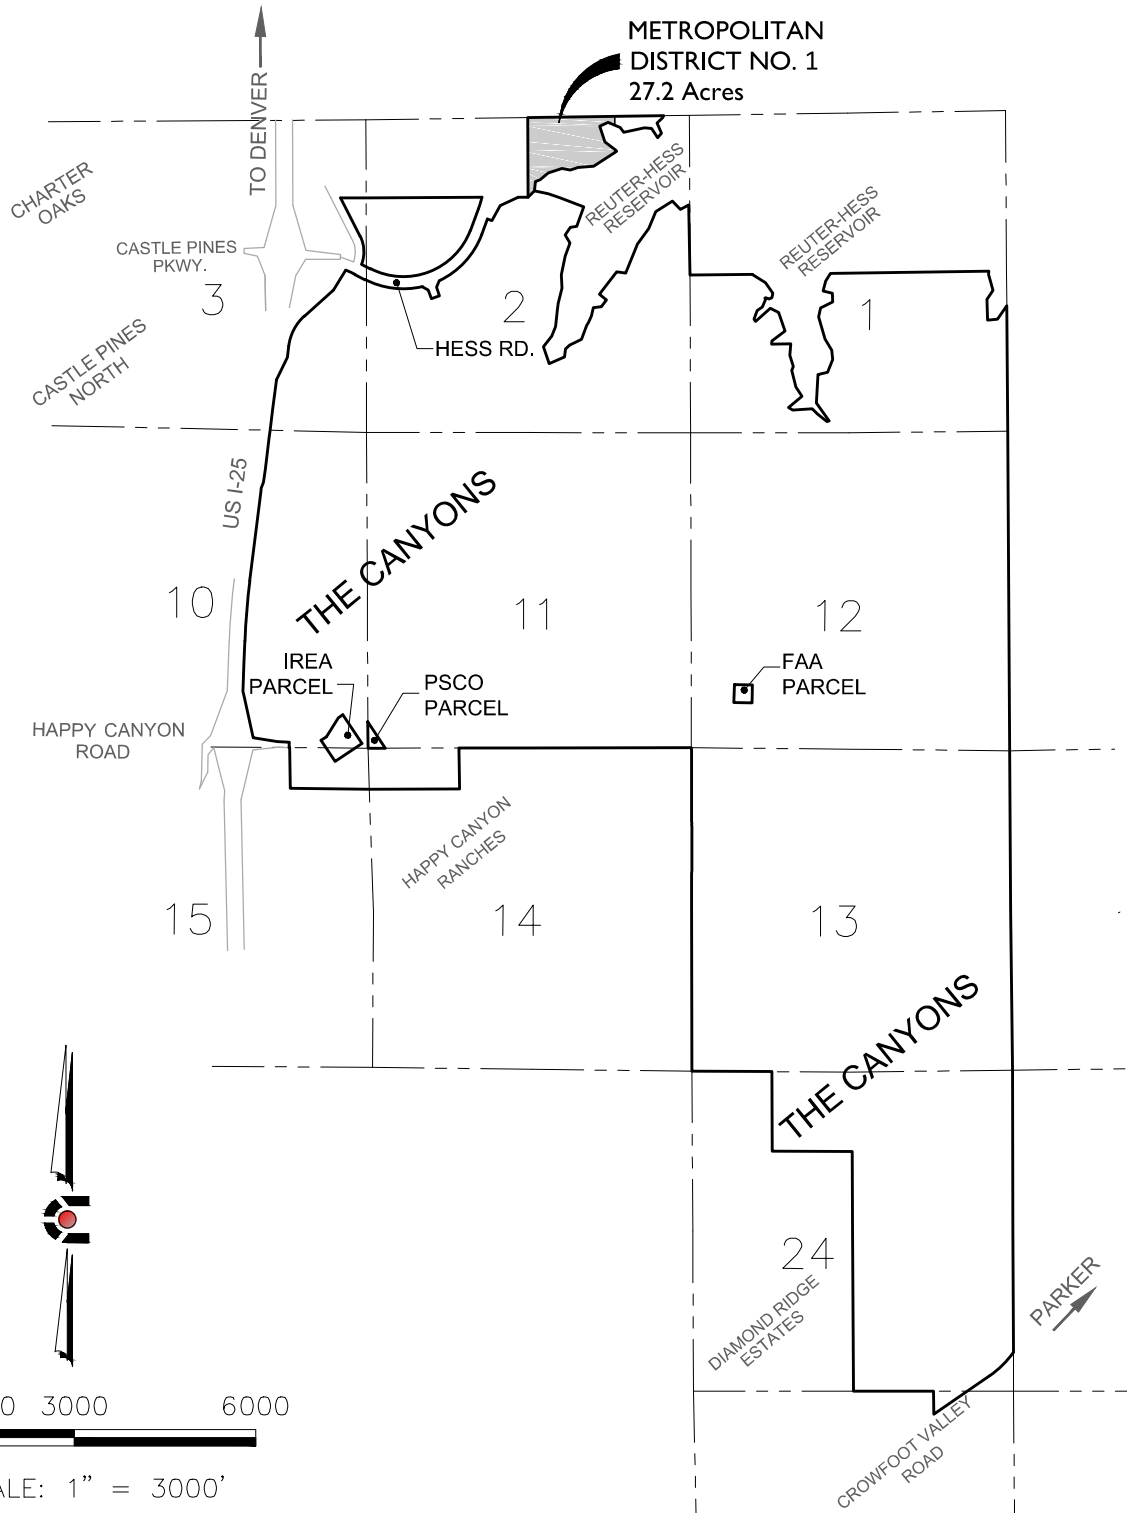 METROPOLITAN
DISTRICT NO. 1
27.2 Acres
TO DENVER
CHARTER
OAKS
REUTER-HESS
RESERVOIR
REUTER-HESS
RESERVOIR
CASTLE PINES
PKWY.
3
2
1
HESS RD.
CASTLE PINES
NORTH
US I-25
THE CANYONS
10
11
12
IREA
PARCEL
PSCO
PARCEL
FAA
PARCEL
HAPPY CANYON
ROAD
HAPPY CANYON
RANCHES
15
14
13
THE CANYONS
24
DIAMOND RIDGE
ESTATES
PARKER
CROWFOOT VALLEY
ROAD
0 3000 6000
ALE: 1" = 3000'